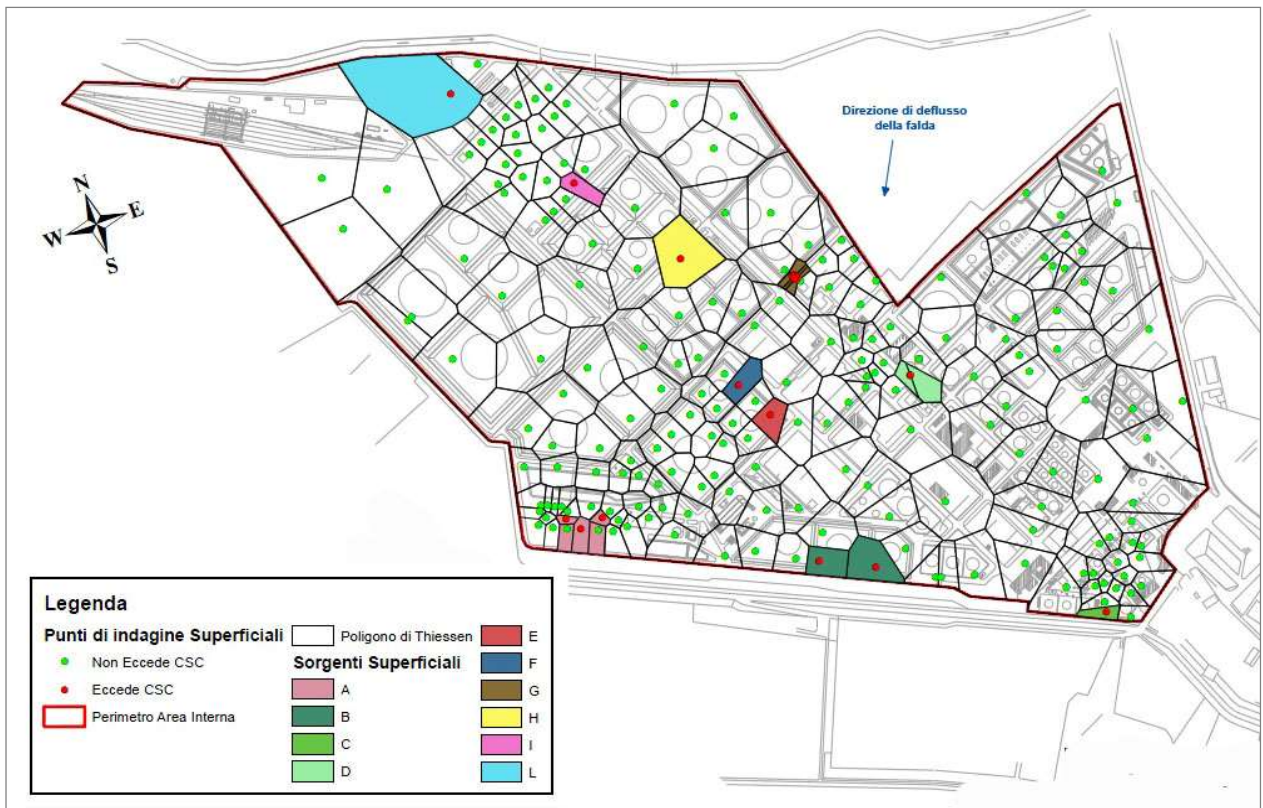 Direzione di deflusso
della falda
N
E
W
S
Legenda
Punti di indagine Superficiali
Non Eccede CSC
Eccede CSC
Perimetro Area Interna
Poligono di Thiessen
Sorgenti Superficiali
A
B
C
D
E
F
G
H
I
L